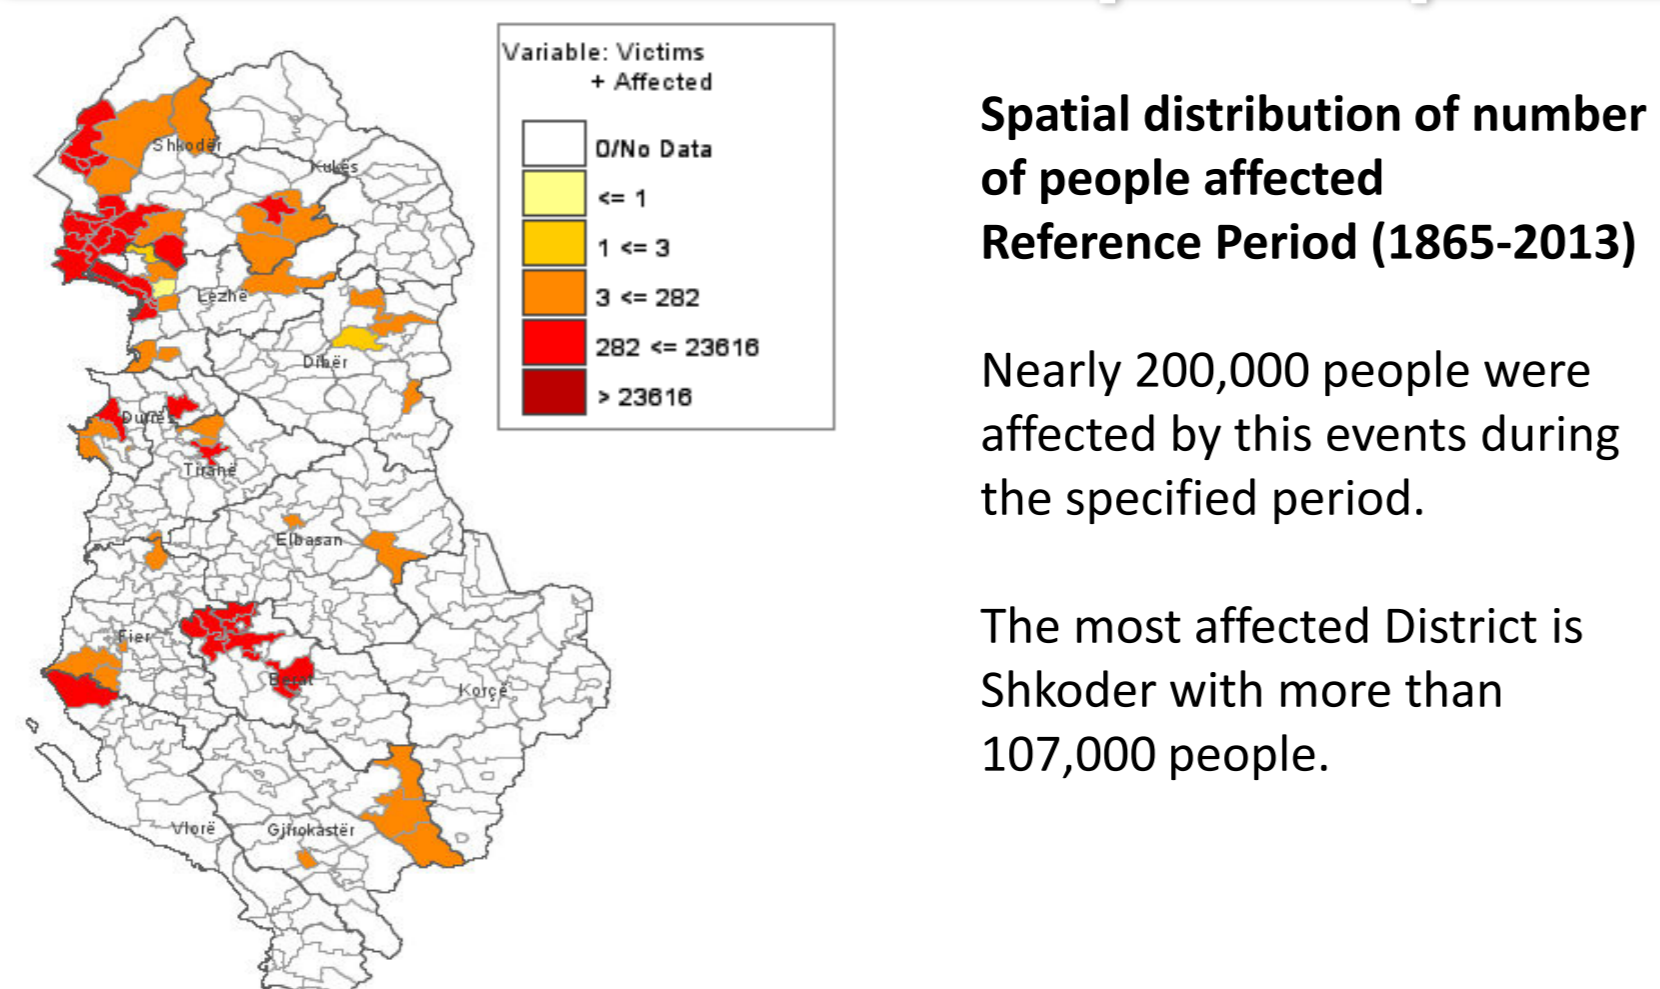 Variable: Victims
+ Affected
0/No Data
<= 1
1 <= 3
3 <= 282
282 <= 23616
> 23616
Shkodër
Kukës
Lezhë
Dibër
Durrës
Tiranë
Elbasan
Fier
Berat
Korçë
Vlorë
Gjirokastër
Spatial distribution of number
of people affected
Reference Period (1865-2013)
Nearly 200,000 people were
affected by this events during
the specified period.
The most affected District is
Shkoder with more than
107,000 people.